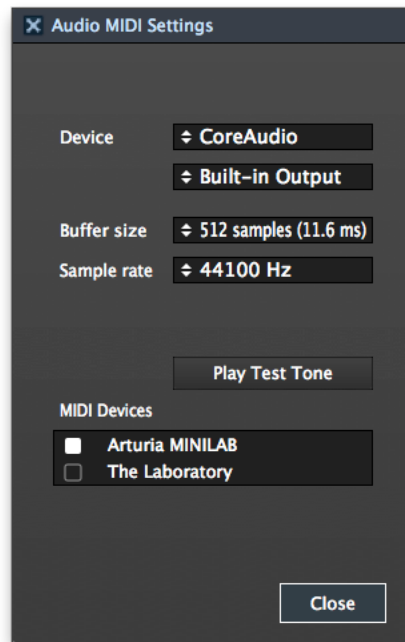 Audio MIDI Settings
Device
CoreAudio
Built-in Output
Buffer size
512 samples (11.6 ms)
Sample rate
44100 Hz
Play Test Tone
MIDI Devices
Arturia MINILAB
The Laboratory
Close